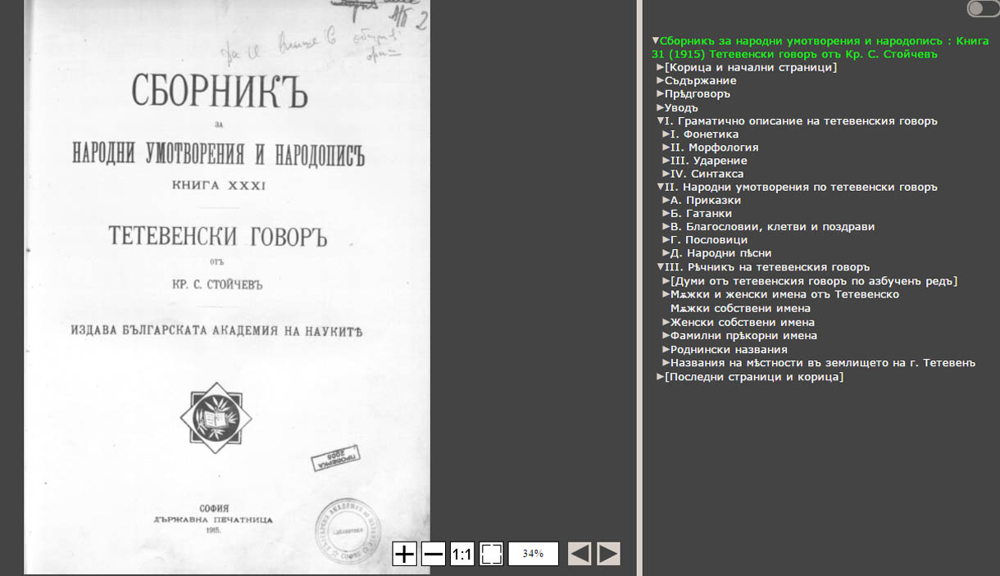 СБОРНИКЪ
ЗА
НАРОДНИ УМОТВОРЕНИЯ И НАРОДОПИСЪ
КНИГА XXXI
ТЕТЕВЕНСКИ ГОВОРЪ
ОТЪ
КР. С. СТОЙЧЕВЪ
ИЗДАВА БЪЛГАРСКАТА АКАДЕМИЯ НА НАУКИТѢ
ПРОВЕРКА
2006
СОФИЯ
ДЪРЖАВНА ПЕЧАТНИЦА
1915.
1:1
34%
▼Сборникъ за народни умотворения и народописъ : Книга
31 (1915) Тетевенски говоръ отъ Кр. С. Стойчевъ
▶[Корица и начални страници]
▶Съдържание
▶Прѣдговоръ
▶Уводъ
▼I. Граматично описание на тетевенския говоръ
▶I. Фонетика
▶II. Морфология
▶III. Ударение
▶IV. Синтакса
▼II. Народни умотворения по тетевенски говоръ
▶А. Приказки
▶Б. Гатанки
▶В. Благословии, клетви и поздрави
▶Г. Пословици
▶Д. Народни пѣсни
▼III. Рѣчникъ на тетевенския говоръ
▶[Думи отъ тетевенския говоръ по азбученъ редъ]
▶Мѫжки и женски имена отъ Тетевенско
Мѫжки собствени имена
▶Женски собствени имена
▶Фамилни прѣкорни имена
▶Роднински названия
▶Названия на мѣстности въ землището на г. Тетевенъ
▶[Последни страници и корица]